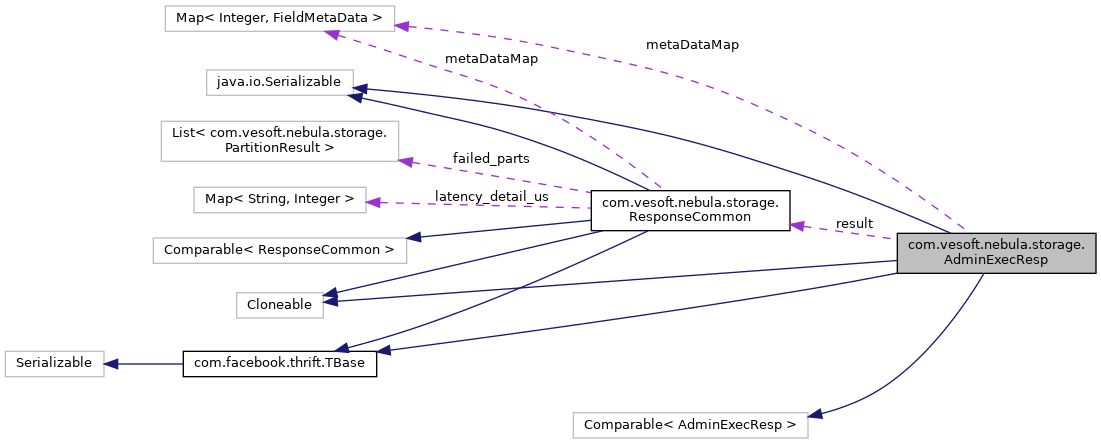 Map< Integer, FieldMetaData >
metaDataMap
metaDataMap
java.io.Serializable
List< com.vesoft.nebula.storage.
PartitionResult >
failed_parts
latency_detail_us
Map< String, Integer >
com.vesoft.nebula.storage.
ResponseCommon
result
com.vesoft.nebula.storage.
AdminExecResp
Comparable< ResponseCommon >
Cloneable
Serializable
com.facebook.thrift.TBase
Comparable< AdminExecResp >